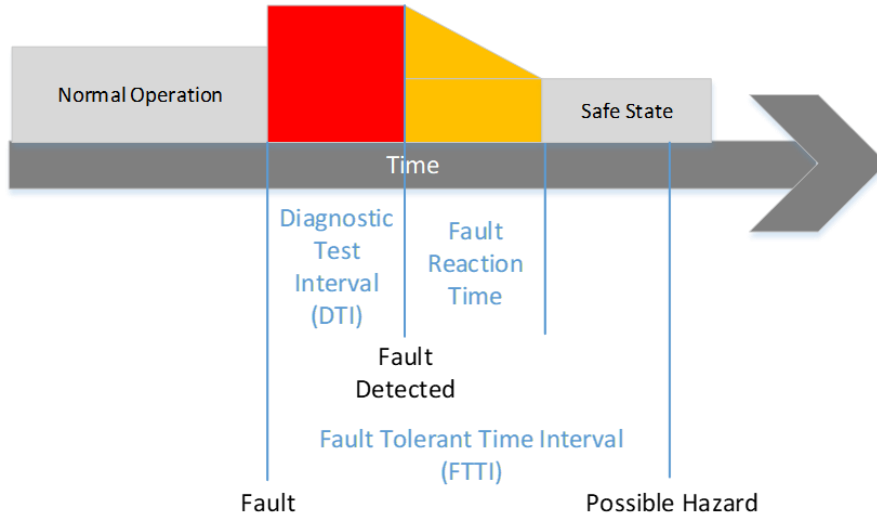 Normal Operation
Safe State
Time
Diagnostic
Test
Interval
(DTI)
Fault
Reaction
Time
Fault
Detected
Fault Tolerant Time Interval
(FTTI)
Fault
Possible Hazard